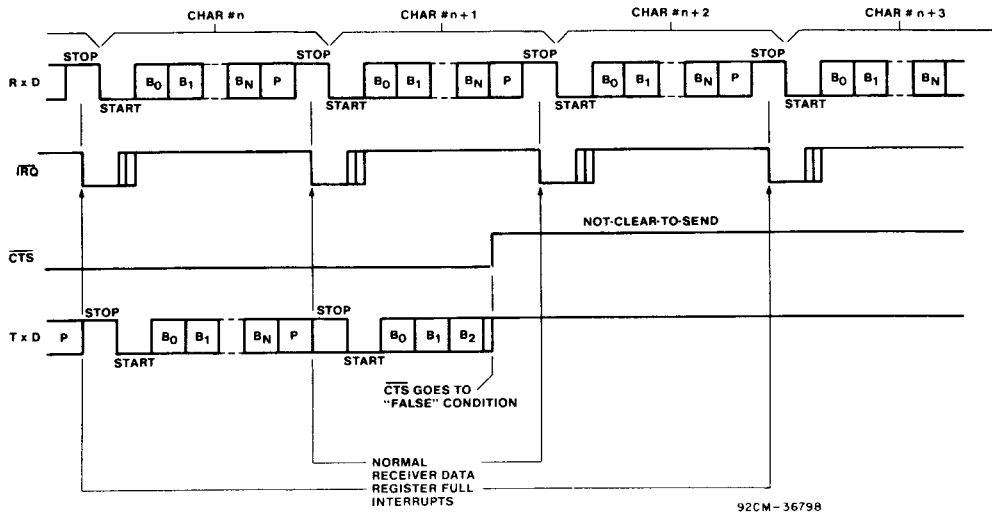 CHAR #n CHAR #n+1 CHAR #n+2 CHAR #n+3
STOP STOP STOP STOP
RxD B0 B1 BN P B0 B1 BN P B0 B1 BN P B0 B1 BN
START START START START
IRQ
NOT-CLEAR-TO-SEND
CTS
STOP STOP
TxD P B0 B1 BN P B0 B1 B2
START START
CTS GOES TO
"FALSE" CONDITION
NORMAL
RECEIVER DATA
REGISTER FULL
INTERRUPTS
92CM-36798